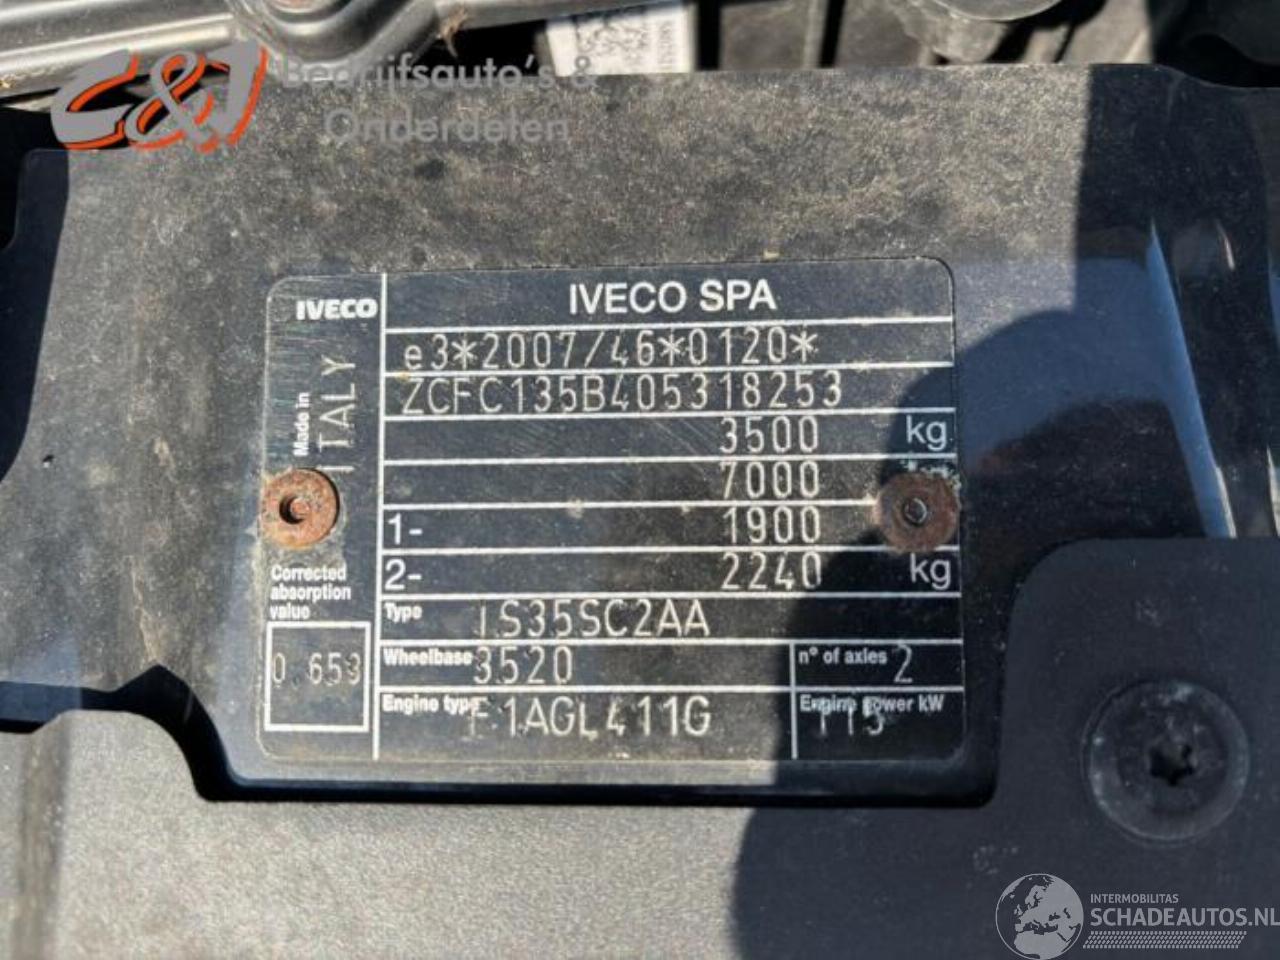 C&J Bedrijfsauto's &
Onderdelen
IVECO
IVECO SPA
Made in ITALY
e3*2007/46*0120*
ZCFC135B405318253
3500 kg
7000
1- 1900
2- 2240 kg
Corrected
absorption
value
0.653
Type IS35SC2AA
Wheelbase 3520
n° of axles 2
Engine type F1AGL411G
Engine power kW 115
INTERMOBILITAS
SCHADEAUTOS.NL